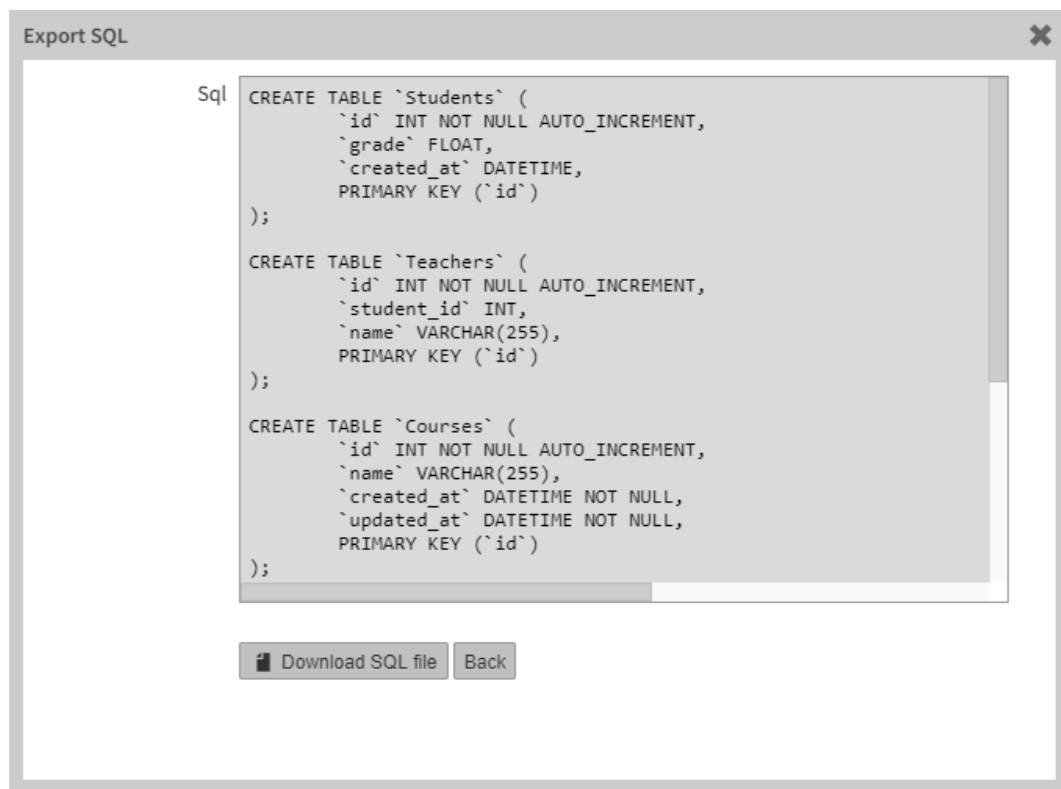 Export SQL
Sql
CREATE TABLE `Students` (
`id` INT NOT NULL AUTO_INCREMENT,
`grade` FLOAT,
`created_at` DATETIME,
PRIMARY KEY (`id`)
);
CREATE TABLE `Teachers` (
`id` INT NOT NULL AUTO_INCREMENT,
`student_id` INT,
`name` VARCHAR(255),
PRIMARY KEY (`id`)
);
CREATE TABLE `Courses` (
`id` INT NOT NULL AUTO_INCREMENT,
`name` VARCHAR(255),
`created_at` DATETIME NOT NULL,
`updated_at` DATETIME NOT NULL,
PRIMARY KEY (`id`)
);
Download SQL file
Back